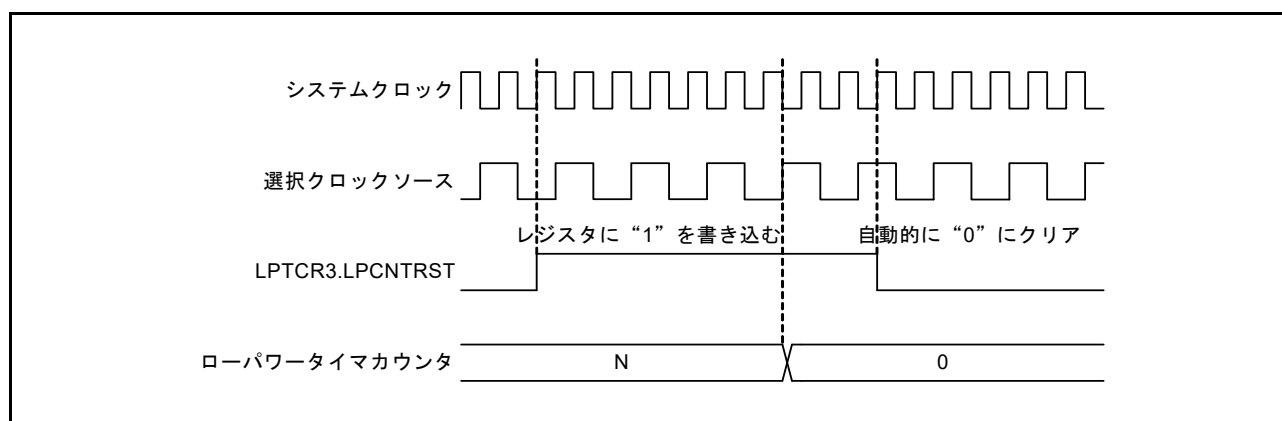 システムクロック
選択クロックソース
レジスタに“1”を書き込む 自動的に“0”にクリア
LPTCR3.LPCNTRST
ローパワータイマカウンタ N 0